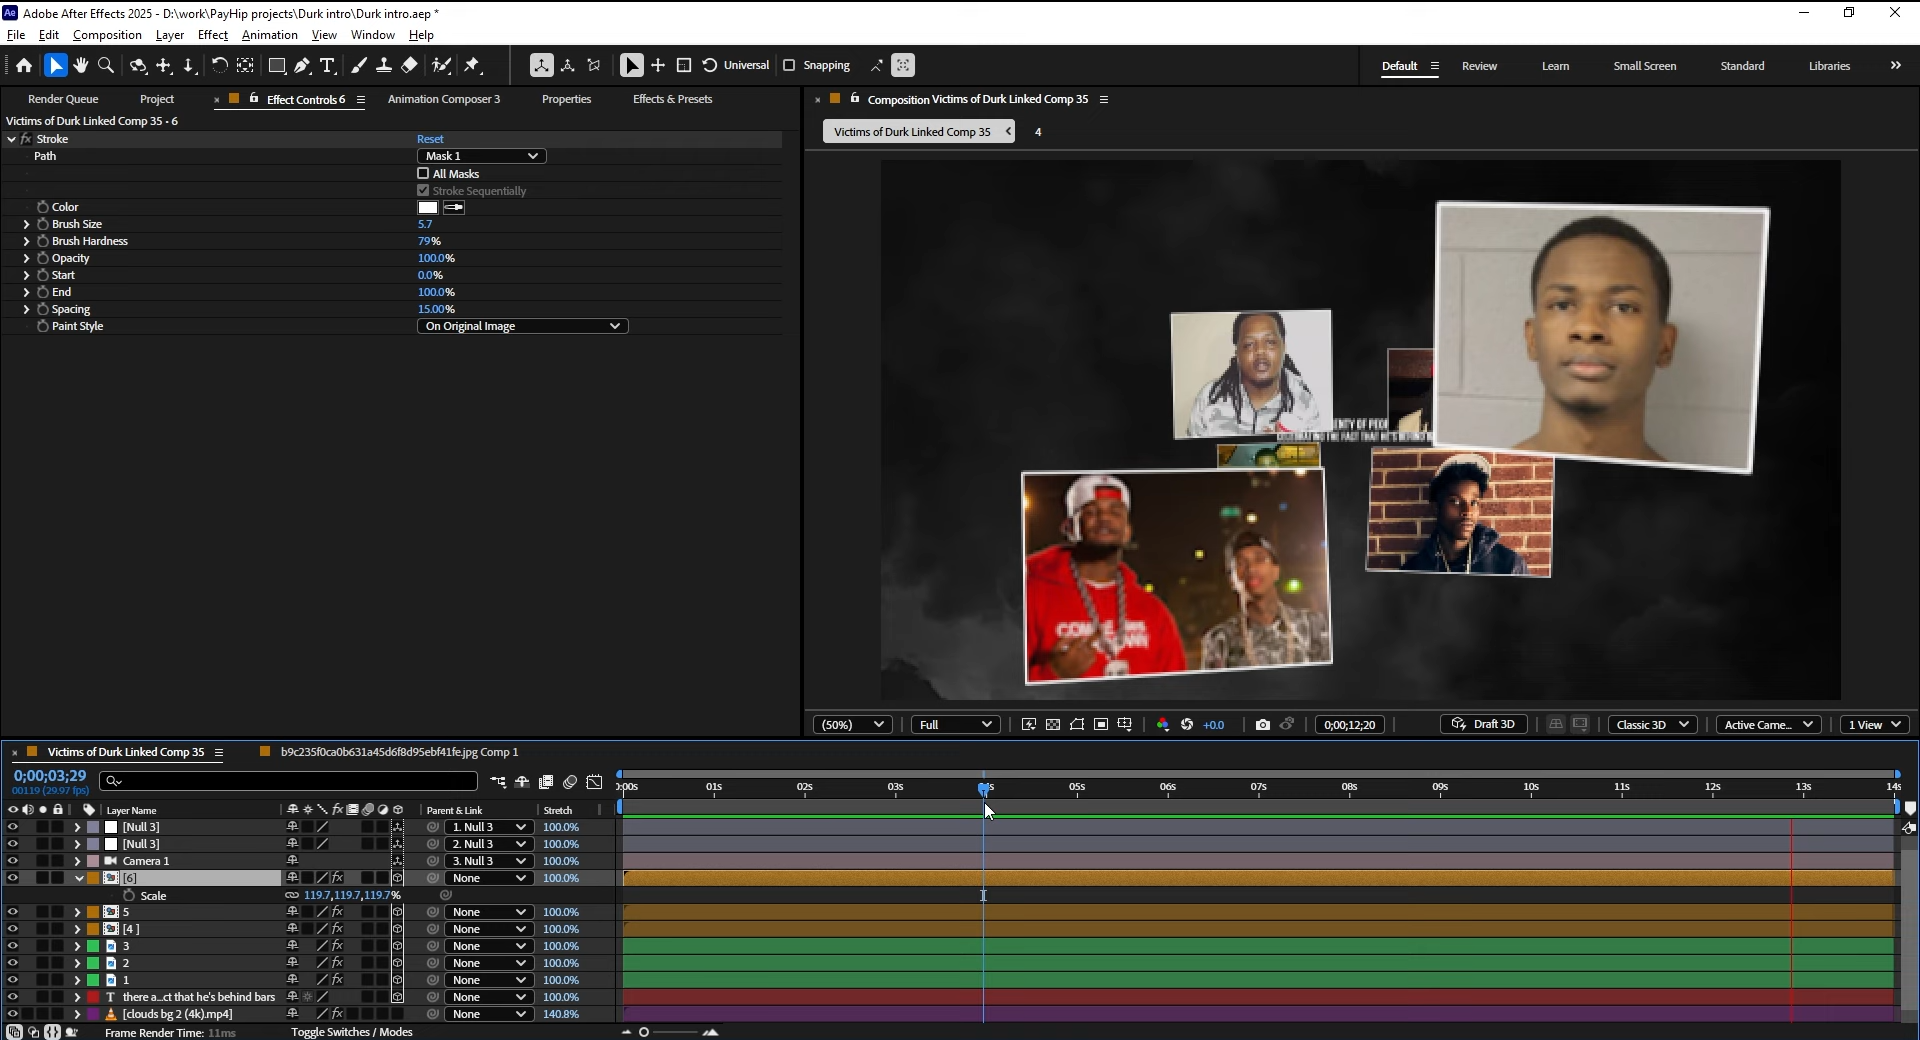 Ae Adobe After Effects 2025 - D:\work\PayHip projects\Durk intro\Durk intro.aep *
File Edit Composition Layer Effect Animation View Window Help
Universal Snapping Default Review Learn Small Screen Standard Libraries
Render Queue Project Effect Controls 6 Animation Composer 3 Properties Effects & Presets
Composition Victims of Durk Linked Comp 35
Victims of Durk Linked Comp 35 • 6
Victims of Durk Linked Comp 35 4
fx Stroke Reset
Path Mask 1
All Masks
Stroke Sequentially
Color
Brush Size 5.7
Brush Hardness 79%
Opacity 100.0%
Start 0.0%
End 100.0%
Spacing 15.00%
Paint Style On Original Image
(50%) Full +0.0 0;00;12;20 Draft 3D Classic 3D Active Came... 1 View
Victims of Durk Linked Comp 35 b9c235f0ca0b631a45d6f8d95ebf41fe.jpg Comp 1
0;00;03;29
00119 (29.97 fps)
01s 02s 03s 05s 06s 07s 08s 09s 10s 11s 12s 13s 14s
Layer Name fx Parent & Link Stretch
[Null 3] 1. Null 3 100.0%
[Null 3] 2. Null 3 100.0%
Camera 1 3. Null 3 100.0%
[6] fx None 100.0%
Scale 119.7,119.7,119.7%
5 fx None 100.0%
[4 ] fx None 100.0%
3 fx None 100.0%
2 fx None 100.0%
1 fx None 100.0%
T there a...ct that he's behind bars None 100.0%
[clouds bg 2 (4k).mp4] fx None 140.8%
Frame Render Time: 11ms Toggle Switches / Modes